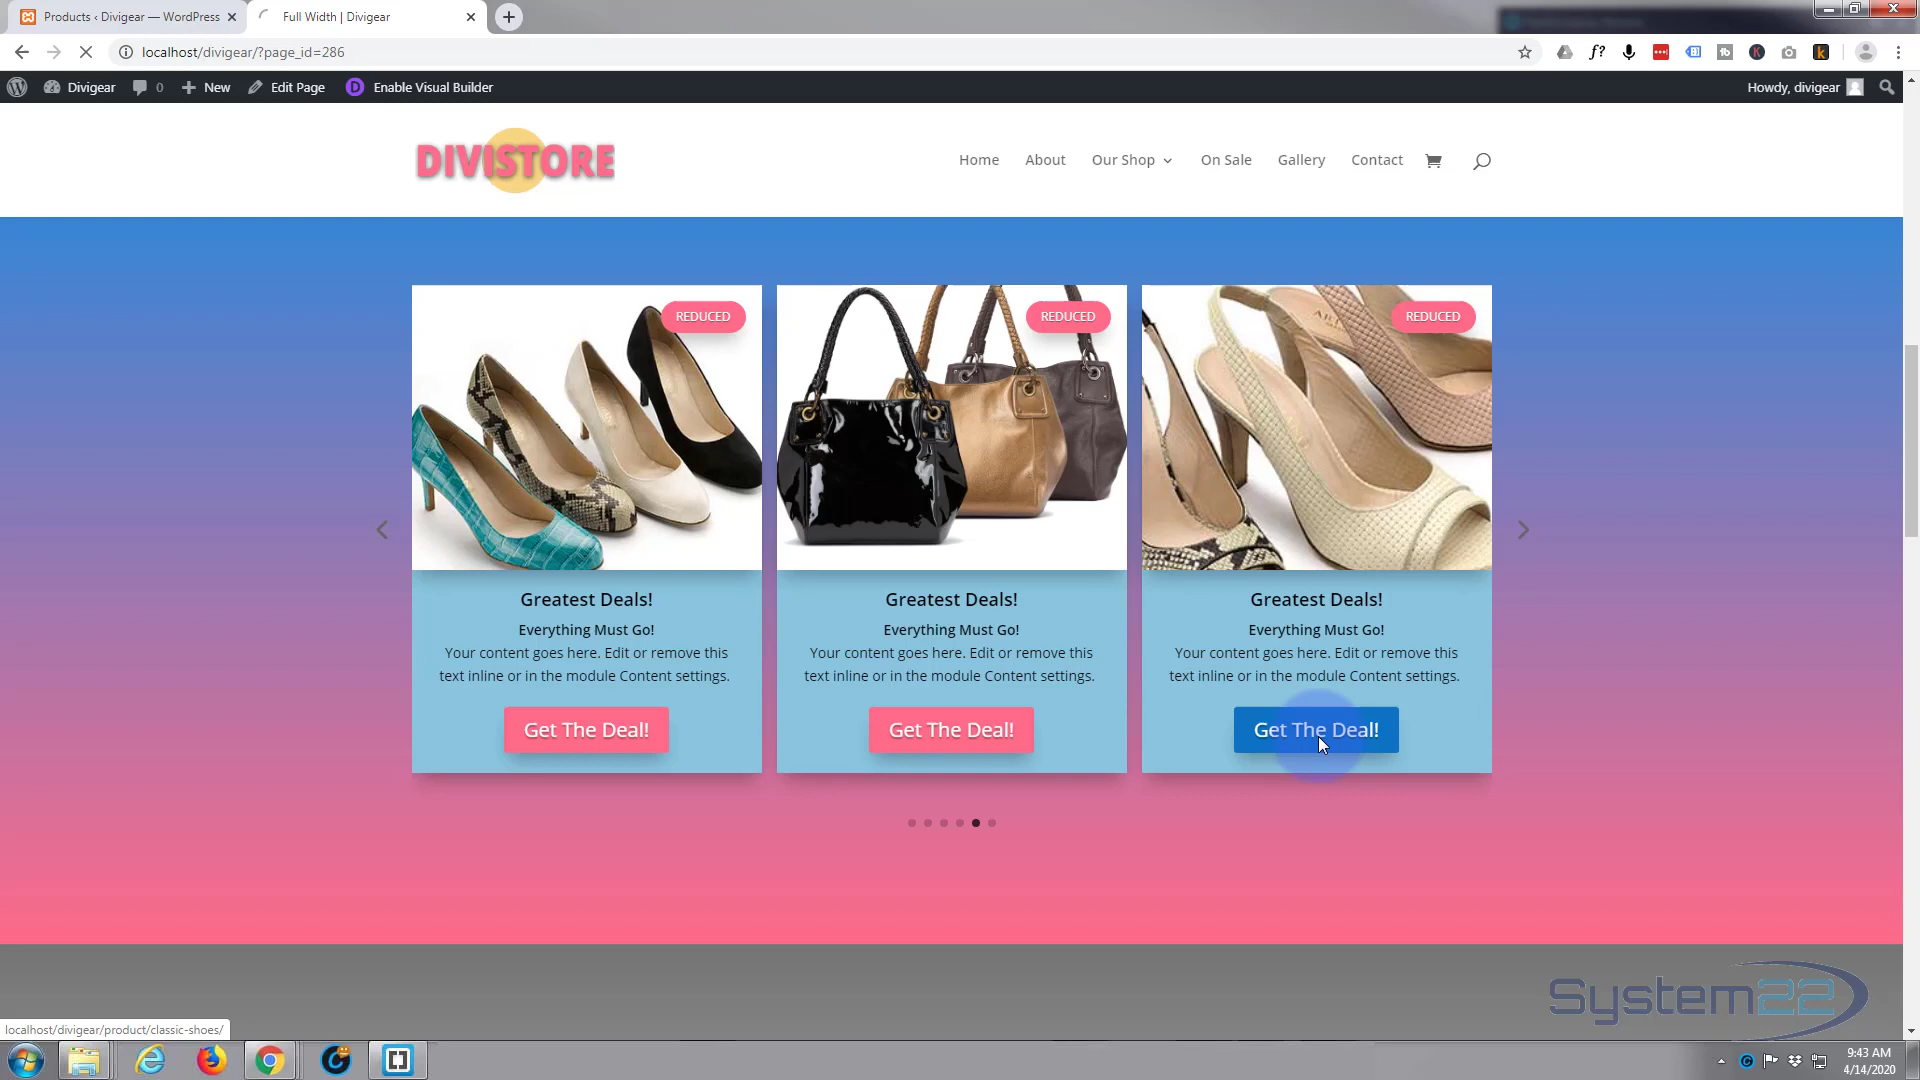 Products ‹ Divigear — WordPress
Full Width | Divigear
localhost/divigear/?page_id=286
f?
Divigear
0
New
Edit Page
Enable Visual Builder
Howdy, divigear
DIVISTORE
Home
About
Our Shop
On Sale
Gallery
Contact
REDUCED
REDUCED
REDUCED
Greatest Deals!
Everything Must Go!
Your content goes here. Edit or remove this
text inline or in the module Content settings.
Get The Deal!
Greatest Deals!
Everything Must Go!
Your content goes here. Edit or remove this
text inline or in the module Content settings.
Get The Deal!
Greatest Deals!
Everything Must Go!
Your content goes here. Edit or remove this
text inline or in the module Content settings.
Get The Deal!
System22
localhost/divigear/product/classic-shoes/
9:43 AM
4/14/2020